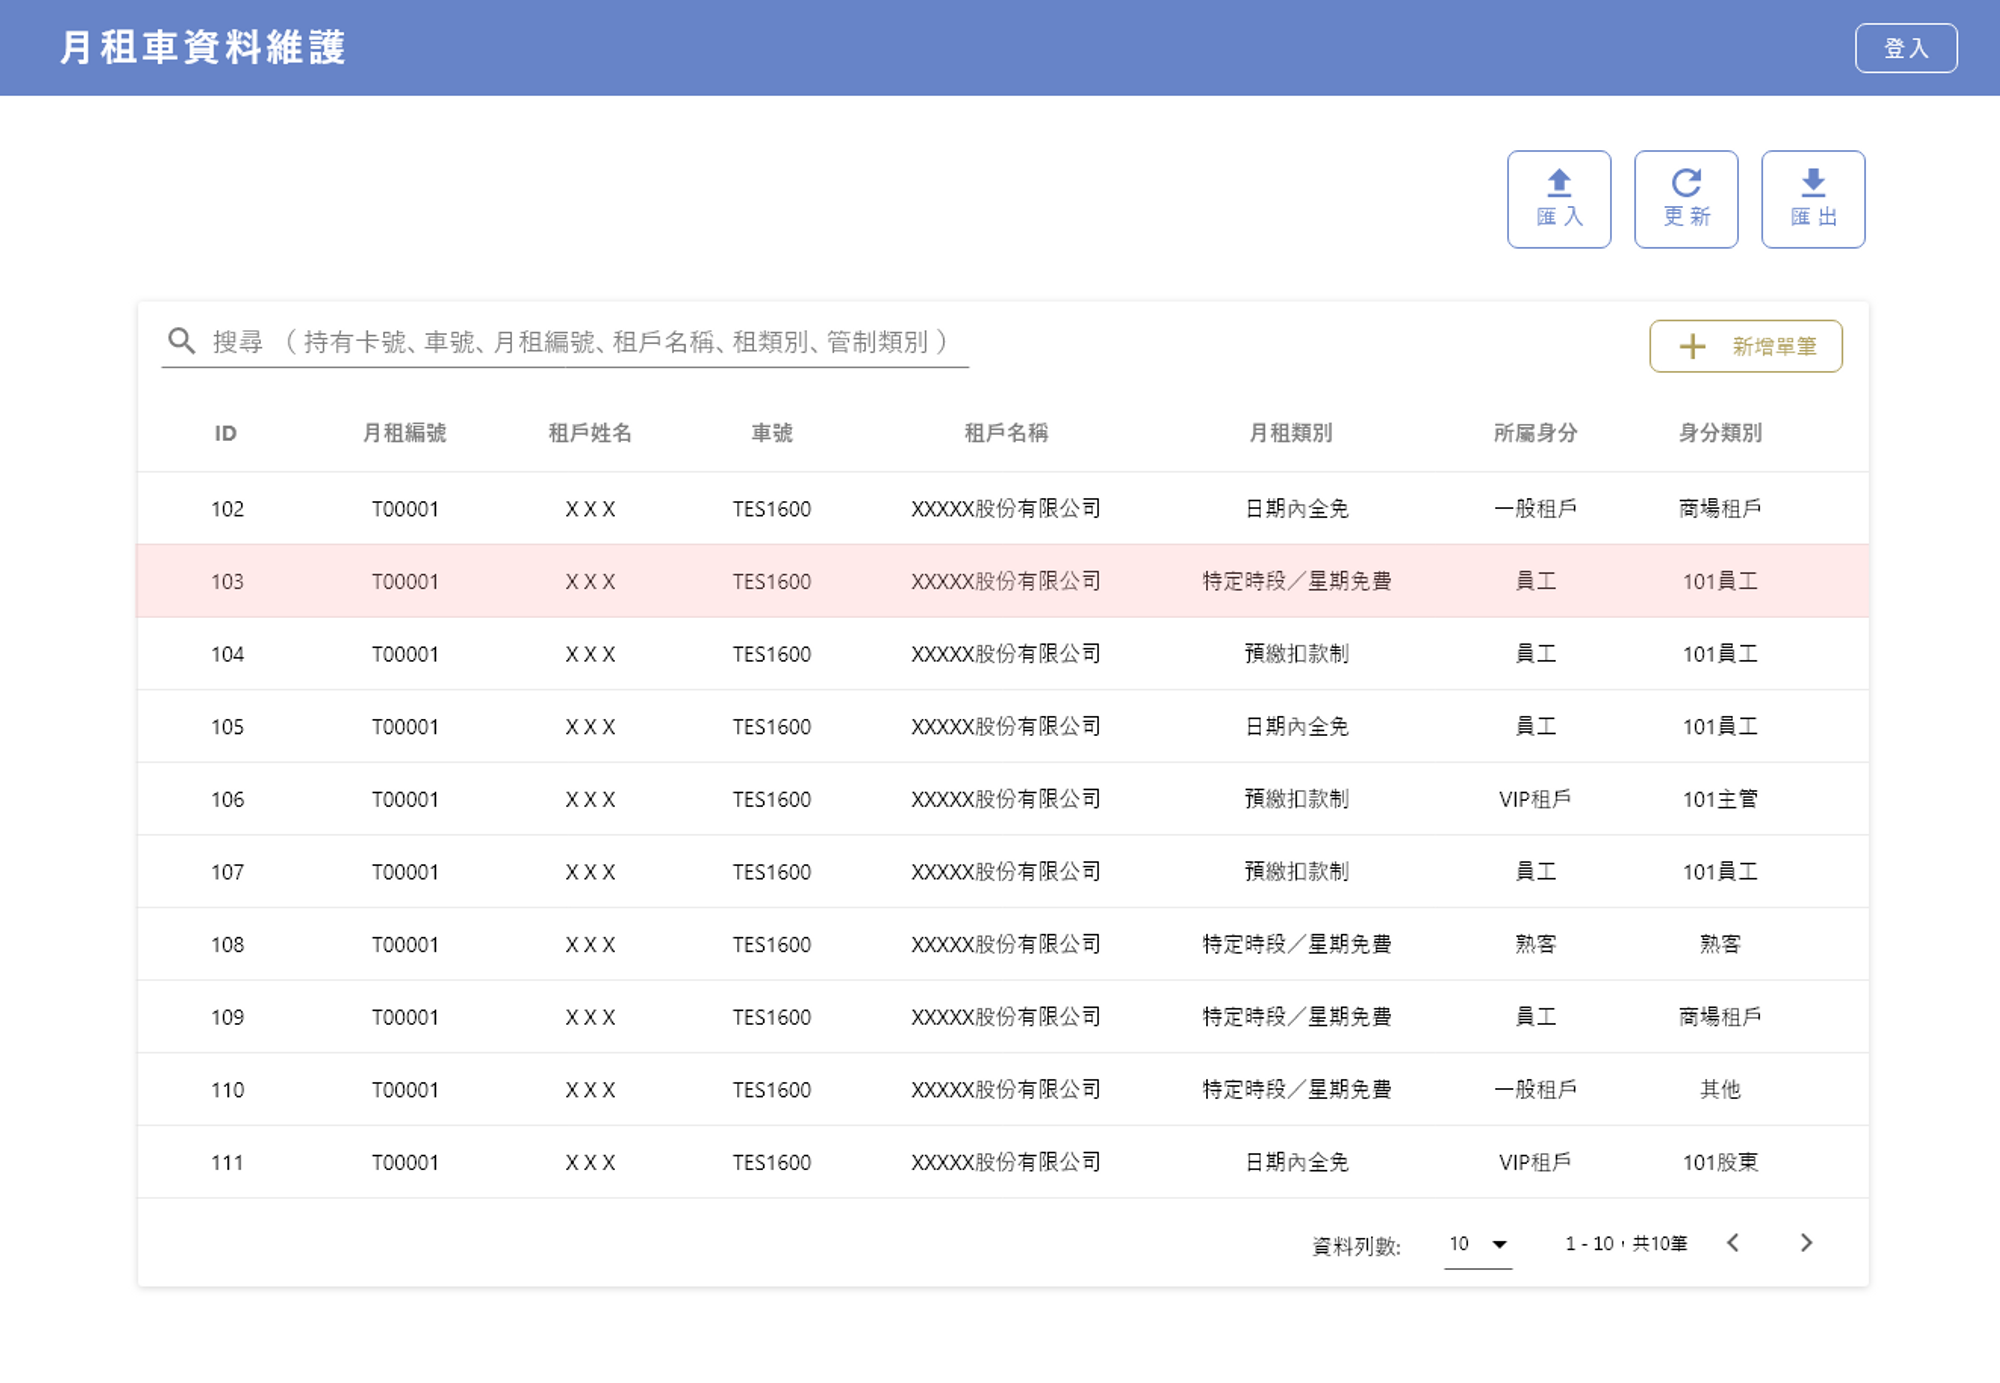 月租車資料維護
登入
匯入 更新 匯出
搜尋 （持有卡號、車號、月租編號、租戶名稱、租類別、管制類別）
新增單筆
ID 月租編號 租戶姓名 車號 租戶名稱 月租類別 所屬身分 身分類別
102 T00001 X X X TES1600 XXXXX股份有限公司 日期內全免 一般租戶 商場租戶
103 T00001 X X X TES1600 XXXXX股份有限公司 特定時段／星期免費 員工 101員工
104 T00001 X X X TES1600 XXXXX股份有限公司 預繳扣款制 員工 101員工
105 T00001 X X X TES1600 XXXXX股份有限公司 日期內全免 員工 101員工
106 T00001 X X X TES1600 XXXXX股份有限公司 預繳扣款制 VIP租戶 101主管
107 T00001 X X X TES1600 XXXXX股份有限公司 預繳扣款制 員工 101員工
108 T00001 X X X TES1600 XXXXX股份有限公司 特定時段／星期免費 熟客 熟客
109 T00001 X X X TES1600 XXXXX股份有限公司 特定時段／星期免費 員工 商場租戶
110 T00001 X X X TES1600 XXXXX股份有限公司 特定時段／星期免費 一般租戶 其他
111 T00001 X X X TES1600 XXXXX股份有限公司 日期內全免 VIP租戶 101股東
資料列數: 10 1 - 10，共10筆